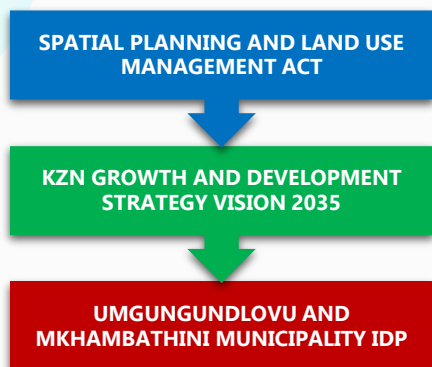 SPATIAL PLANNING AND LAND USE
MANAGEMENT ACT
KZN GROWTH AND DEVELOPMENT
STRATEGY VISION 2035
UMGUNGUNDLOVU AND
MKHAMBATHINI MUNICIPALITY IDP